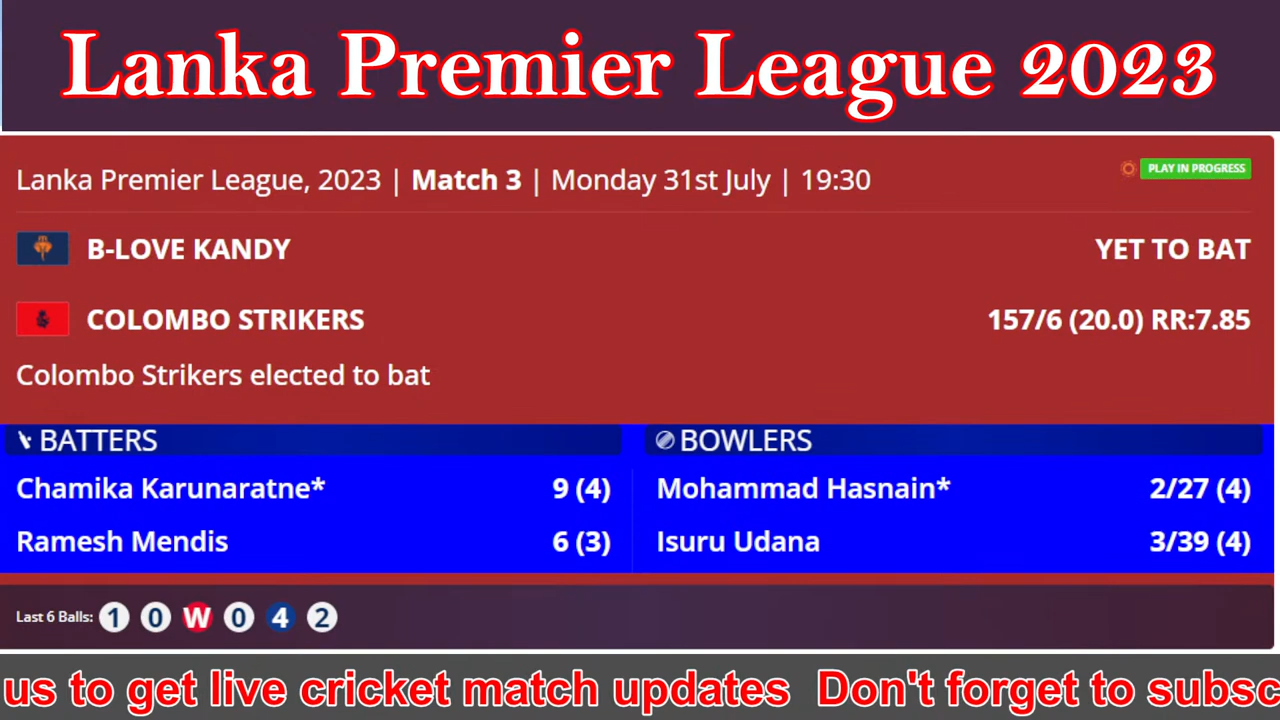 Lanka Premier League 2023
Lanka Premier League, 2023 | Match 3 | Monday 31st July | 19:30
PLAY IN PROGRESS
B-LOVE KANDY YET TO BAT
COLOMBO STRIKERS 157/6 (20.0) RR:7.85
Colombo Strikers elected to bat
BATTERS
Chamika Karunaratne* 9 (4)
Ramesh Mendis 6 (3)
BOWLERS
Mohammad Hasnain* 2/27 (4)
Isuru Udana 3/39 (4)
Last 6 Balls: 1 0 W 0 4 2
us to get live cricket match updates Don't forget to subsc